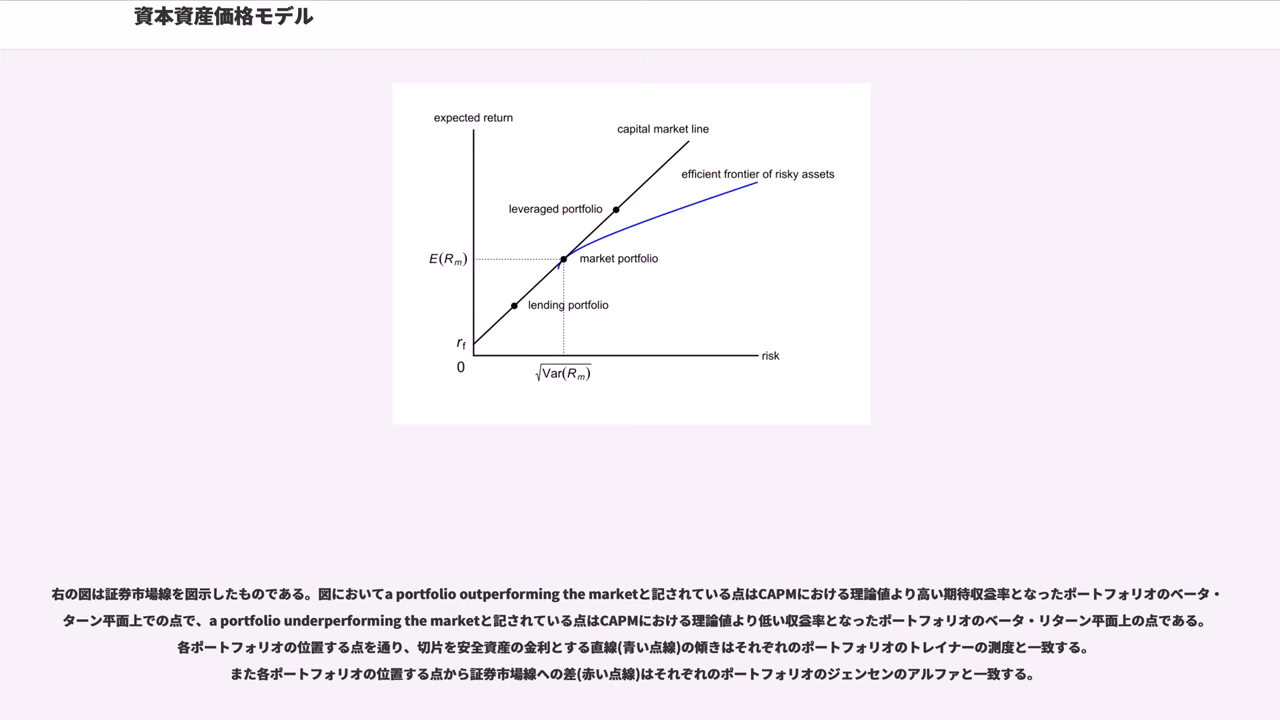 資本資産価格モデル
expected return
capital market line
efficient frontier of risky assets
leveraged portfolio
E(Rm)
market portfolio
lending portfolio
rf
risk
0
√Var(Rm)
右の図は証券市場線を図示したものである。図においてa portfolio outperforming the marketと記されている点はCAPMにおける理論値より高い期待収益率となったポートフォリオのベータ・
ターン平面上での点で、a portfolio underperforming the marketと記されている点はCAPMにおける理論値より低い収益率となったポートフォリオのベータ・リターン平面上の点である。
各ポートフォリオの位置する点を通り、切片を安全資産の金利とする直線(青い点線)の傾きはそれぞれのポートフォリオのトレイナーの測度と一致する。
また各ポートフォリオの位置する点から証券市場線への差(赤い点線)はそれぞれのポートフォリオのジェンセンのアルファと一致する。